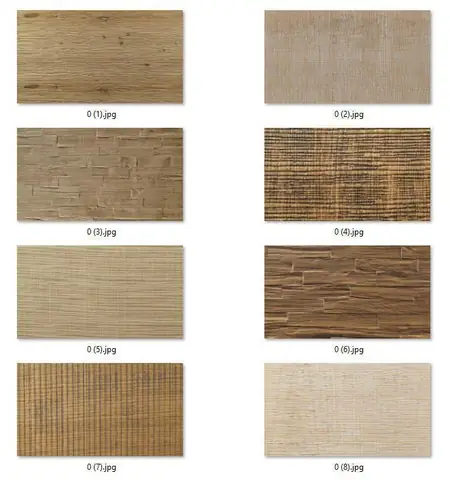 0 (1).jpg
0 (2).jpg
0 (3).jpg
0 (4).jpg
0 (5).jpg
0 (6).jpg
0 (7).jpg
0 (8).jpg